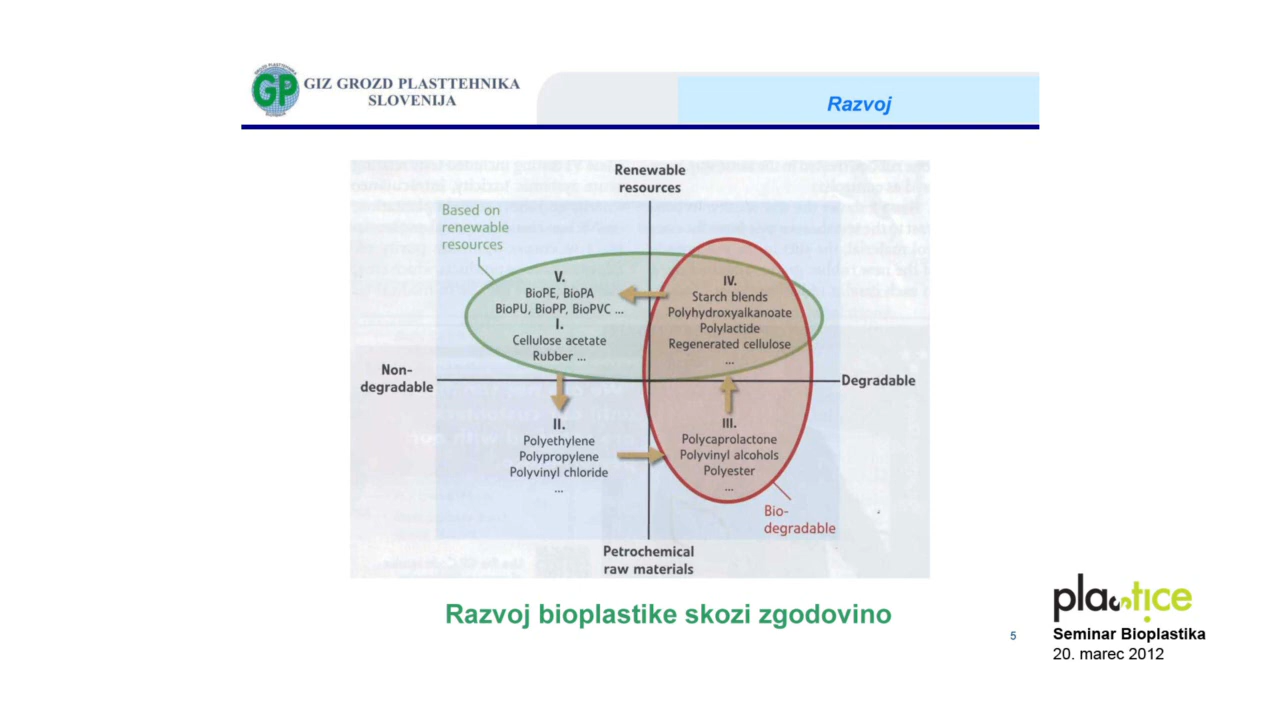 GP
GIZ GROZD PLASTTEHNIKA
SLOVENIJA
Razvoj
Renewable
resources
Based on
renewable
resources
V.
BioPE, BioPA
BioPU, BioPP, BioPVC ...
I.
Cellulose acetate
Rubber ...
IV.
Starch blends
Polyhydroxyalkanoate
Polylactide
Regenerated cellulose
...
Non-
degradable
Degradable
II.
Polyethylene
Polypropylene
Polyvinyl chloride
...
III.
Polycaprolactone
Polyvinyl alcohols
Polyester
...
Bio-
degradable
Petrochemical
raw materials
Razvoj bioplastike skozi zgodovino
5
plastice
Seminar Bioplastika
20. marec 2012